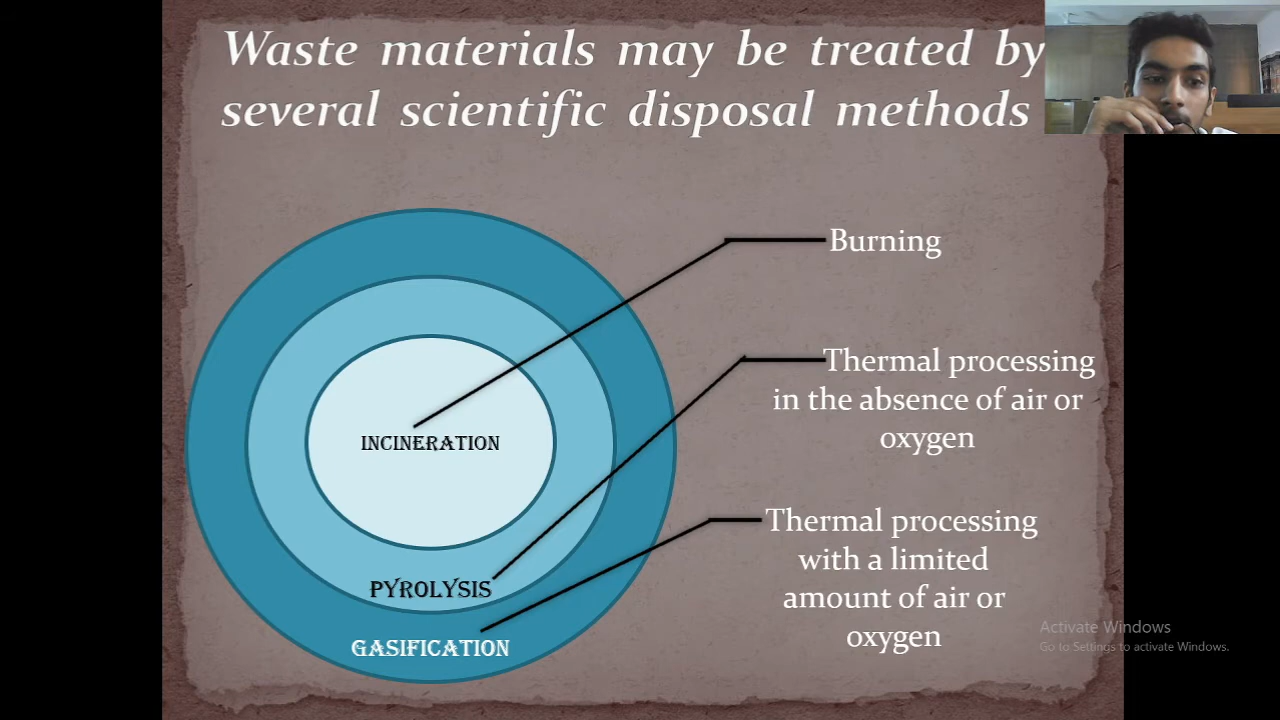 Waste materials may be treated by
several scientific disposal methods
Burning
Thermal processing
in the absence of air or
oxygen
INCINERATION
Thermal processing
with a limited
amount of air or
oxygen
PYROLYSIS
GASIFICATION
Activate Windows
Go to Settings to activate Windows.